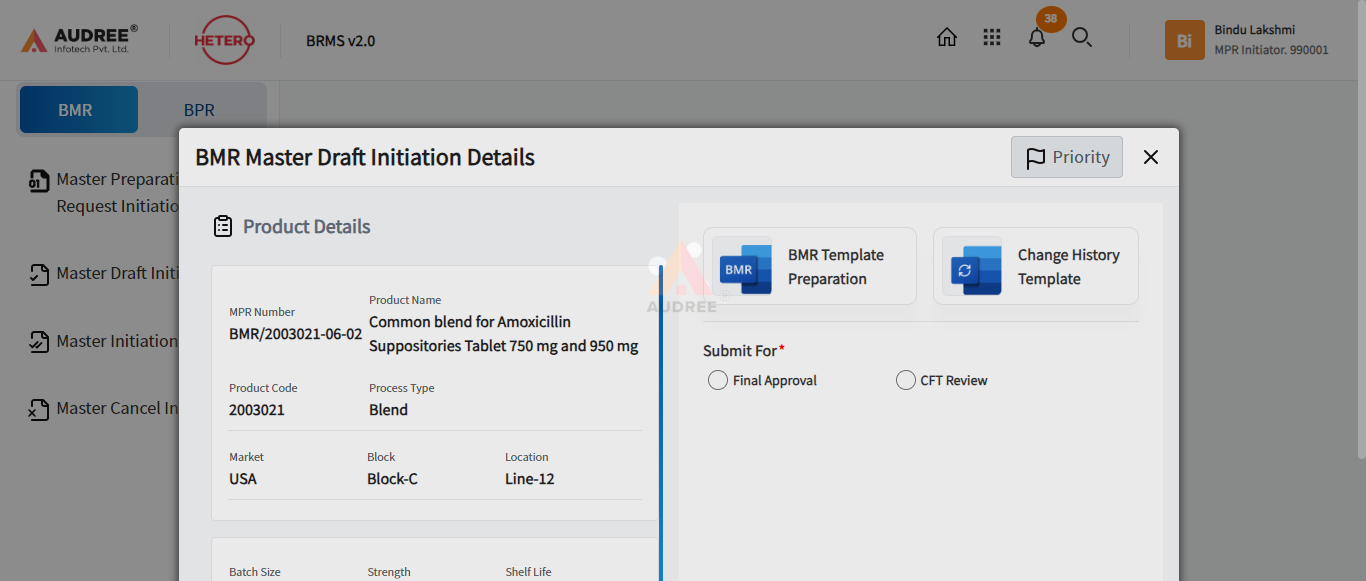 AUDREE®
Infotech Pvt. Ltd.
HETERO
BRMS v2.0
38
Bi
Bindu Lakshmi
MPR Initiator. 990001
BMR
BPR
Master Preparati
Request Initiatio
Master Draft Initi
Master Initiation
Master Cancel In
BMR Master Draft Initiation Details
Priority
Product Details
MPR Number
BMR/2003021-06-02
Product Name
Common blend for Amoxicillin
Suppositories Tablet 750 mg and 950 mg
Product Code
2003021
Process Type
Blend
Market
USA
Block
Block-C
Location
Line-12
Batch Size
Strength
Shelf Life
AUDREE®
BMR
BMR Template
Preparation
Change History
Template
Submit For*
Final Approval
CFT Review